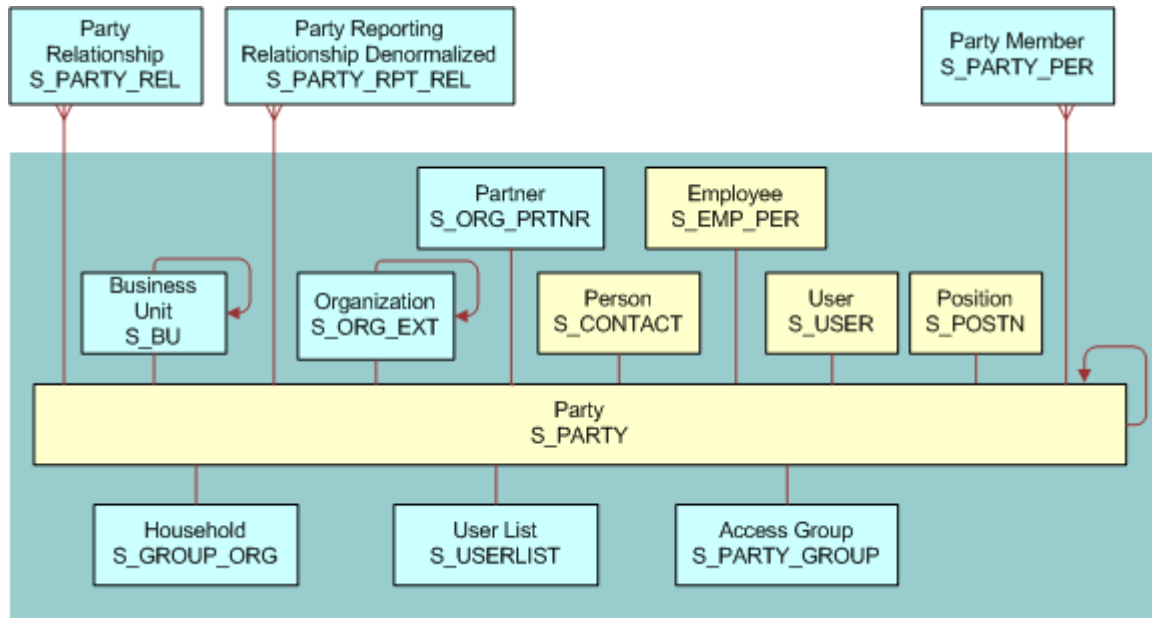 Party
Relationship
S_PARTY_REL
Party Reporting
Relationship Denormalized
S_PARTY_RPT_REL
Party Member
S_PARTY_PER
Partner
S_ORG_PRTNR
Employee
S_EMP_PER
Business
Unit
S_BU
Organization
S_ORG_EXT
Person
S_CONTACT
User
S_USER
Position
S_POSTN
Party
S_PARTY
Household
S_GROUP_ORG
User List
S_USERLIST
Access Group
S_PARTY_GROUP